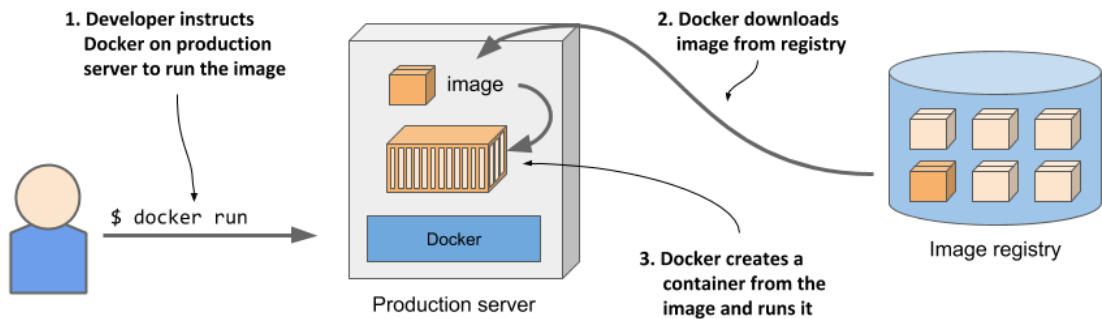 1. Developer instructs
Docker on production
server to run the image
$ docker run
image
Docker
Production server
2. Docker downloads
image from registry
3. Docker creates a
container from the
image and runs it
Image registry